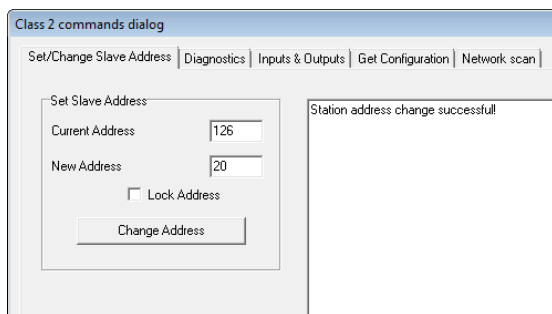 Class 2 commands dialog
Set/Change Slave Address Diagnostics Inputs & Outputs Get Configuration Network scan
Set Slave Address
Current Address 126
New Address 20
Lock Address
Change Address
Station address change successful!